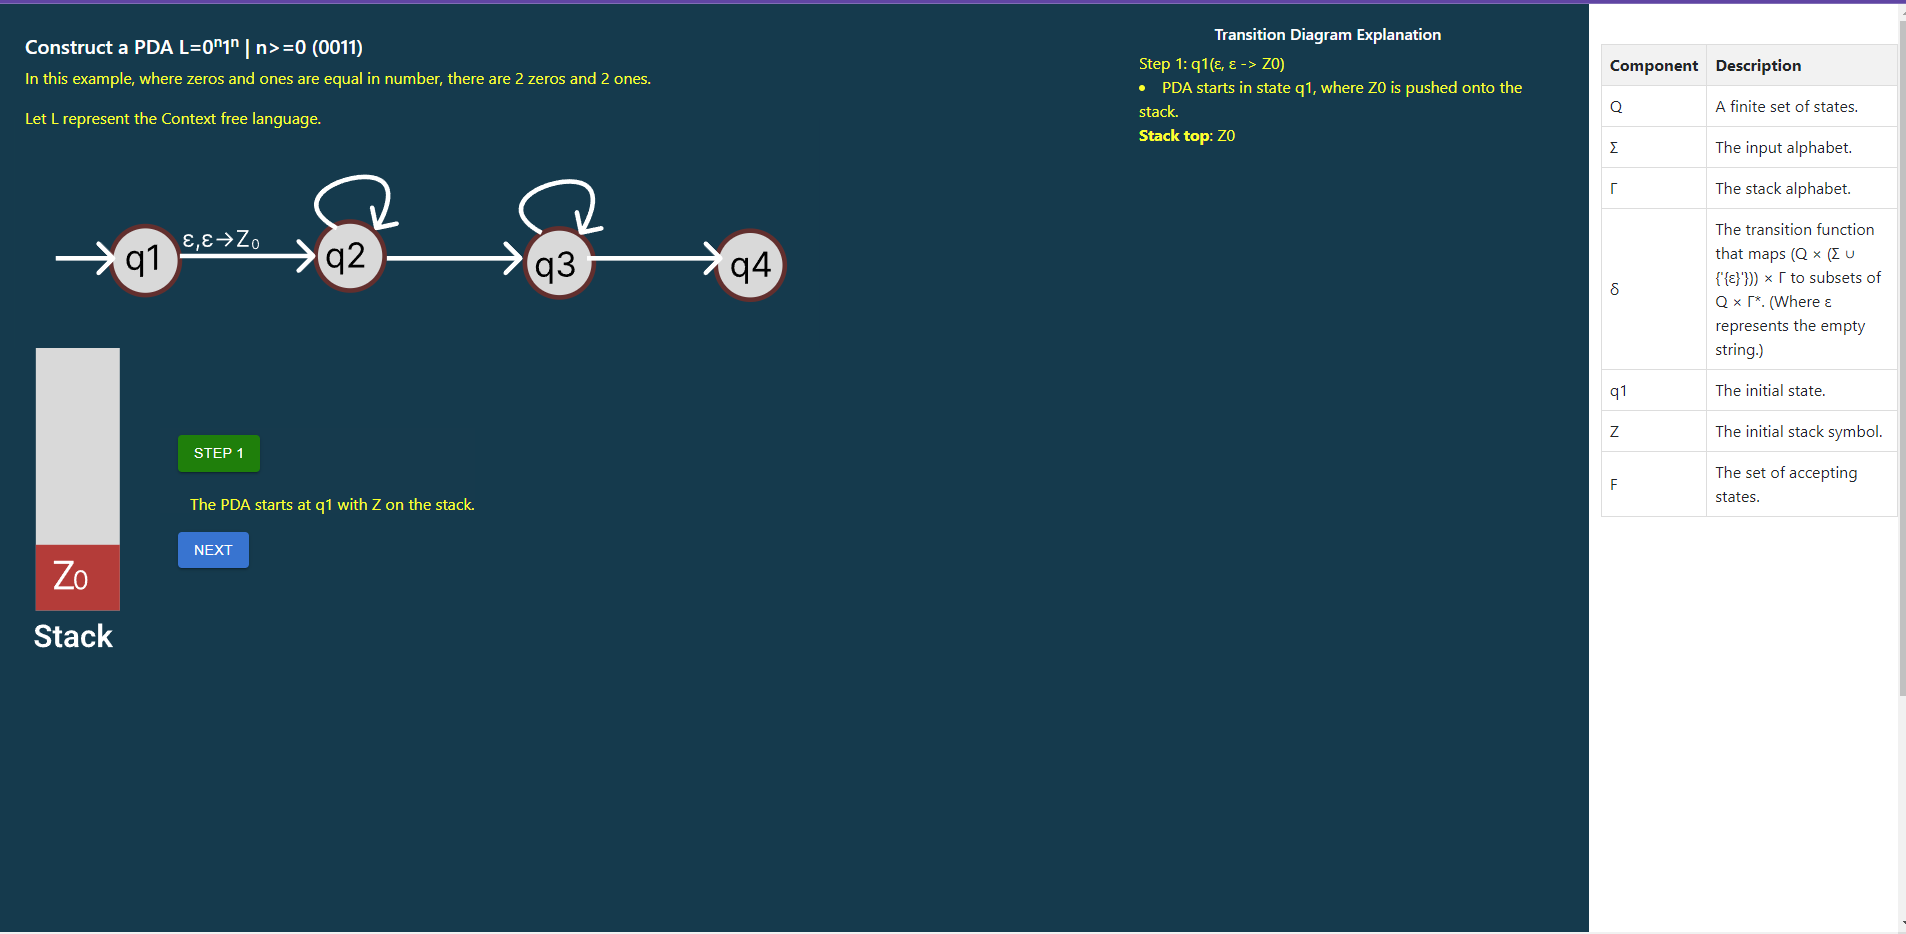 Construct a PDA L=0ⁿ1ⁿ | n>=0 (0011)
In this example, where zeros and ones are equal in number, there are 2 zeros and 2 ones.
Let L represent the Context free language.
ε,ε→Z₀
q1
q2
q3
q4
Z₀
Stack
STEP 1
The PDA starts at q1 with Z on the stack.
NEXT
Transition Diagram Explanation
Step 1: q1(ε, ε -> Z0)
• PDA starts in state q1, where Z0 is pushed onto the
stack.
Stack top: Z0
Component Description
Q A finite set of states.
Σ The input alphabet.
Γ The stack alphabet.
δ The transition function
that maps (Q × (Σ ∪
{'{ε}'})) × Γ to subsets of
Q × Γ*. (Where ε
represents the empty
string.)
q1 The initial state.
Z The initial stack symbol.
F The set of accepting
states.